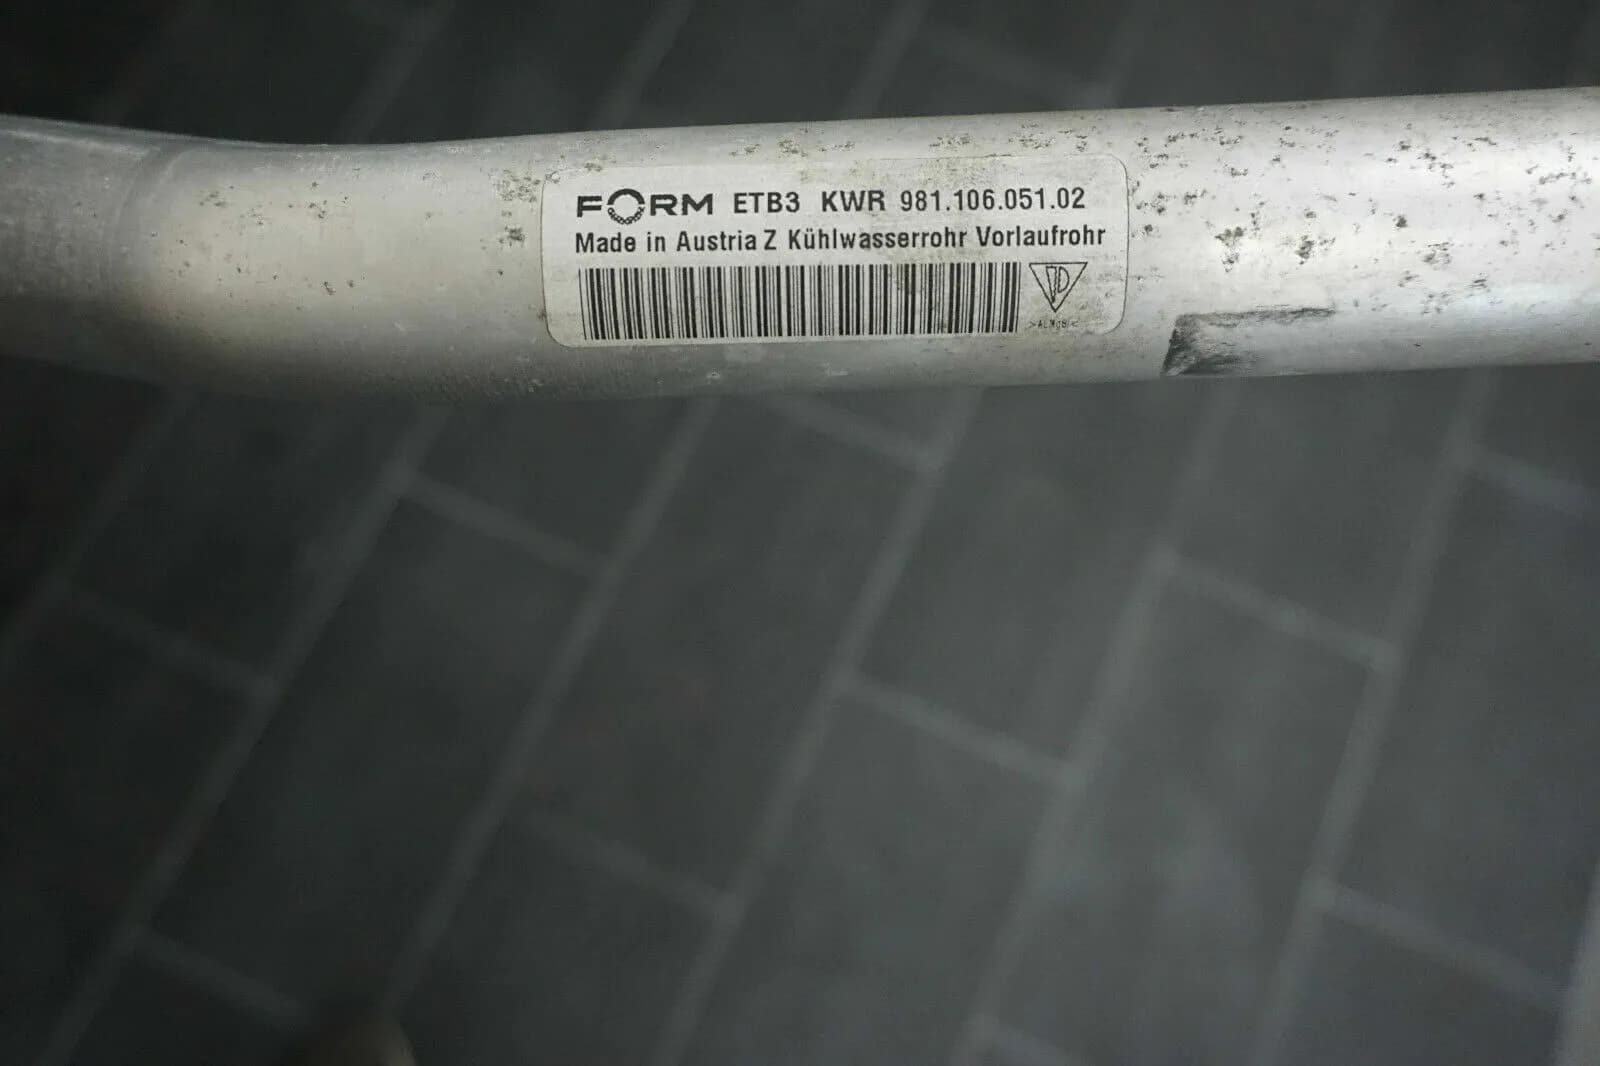 FORM ETB3 KWR 981.106.051.02
Made in Austria Z Kühlwasserrohr Vorlaufrohr